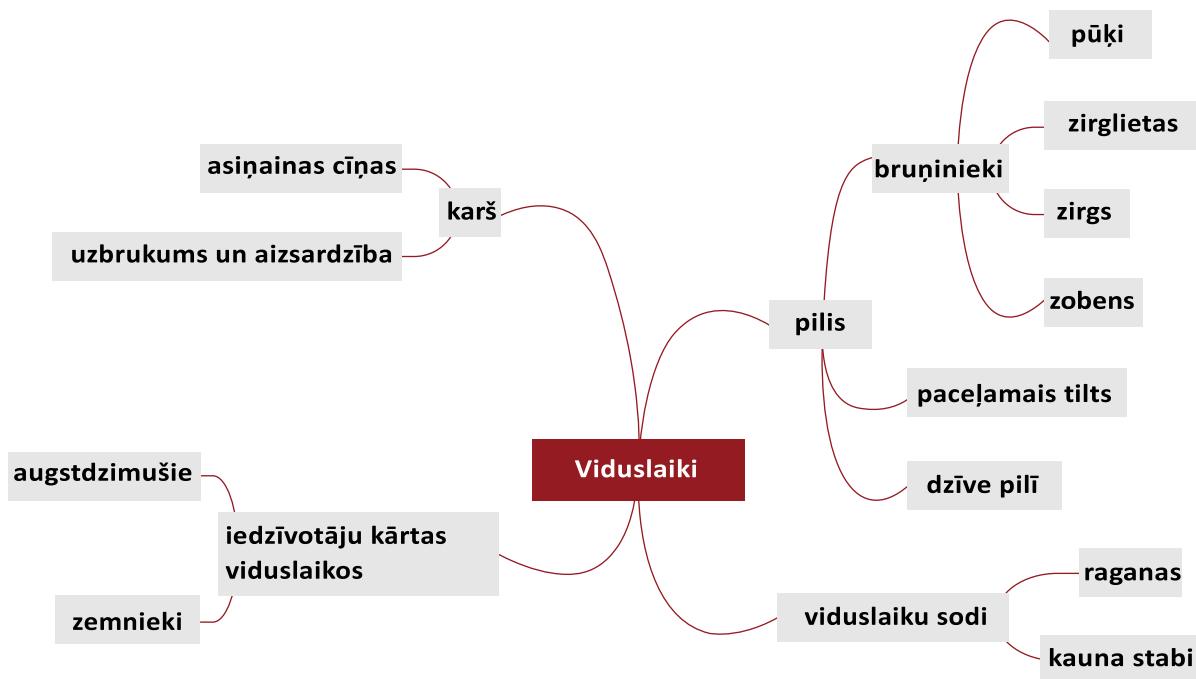 pūķi
zirglietas
bruņinieki
asiņainas cīņas
karš
zirgs
uzbrukums un aizsardzība
zobens
pilis
paceļamais tilts
Viduslaiki
augstdzimušie
dzīve pilī
iedzīvotāju kārtas
viduslaikos
raganas
viduslaiku sodi
zemnieki
kauna stabi